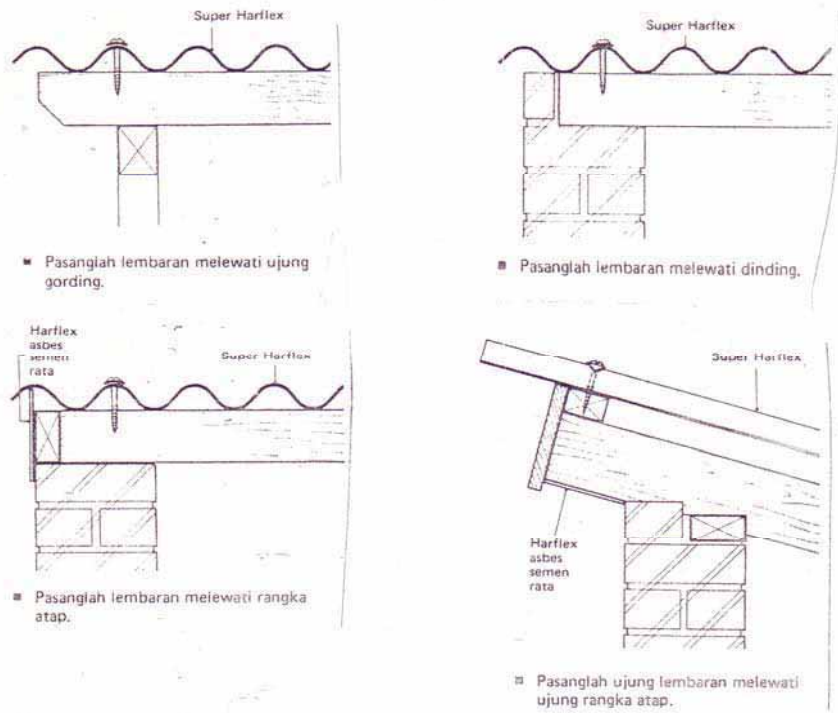 Super Harflex
■ Pasanglah lembaran melewati ujung
gording.
Super Harflex
■ Pasanglah lembaran melewati dinding.
Harflex
asbes
semen
rata
Super Harflex
■ Pasanglah lembaran melewati rangka
atap.
Super Harflex
Harflex
asbes
semen
rata
■ Pasanglah ujung lembaran melewati
ujung rangka atap.